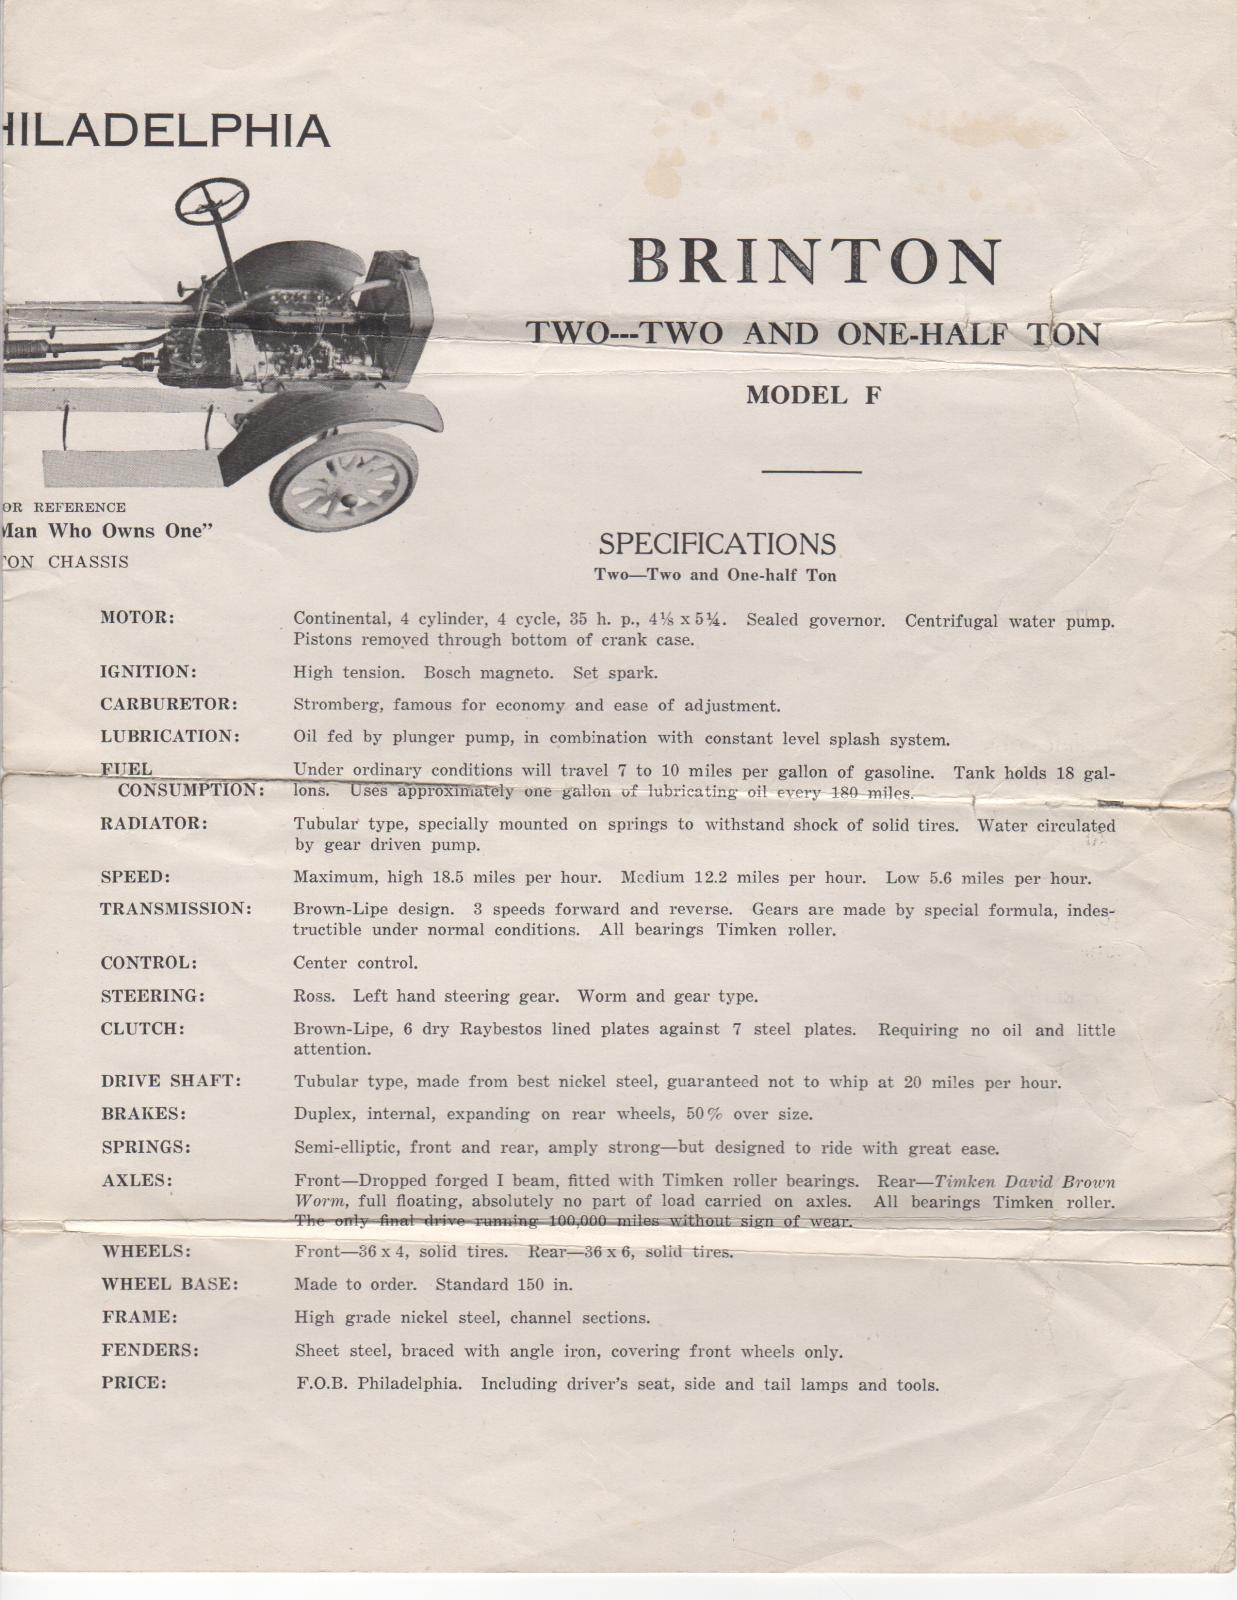 HILADELPHIA
BRINTON
TWO---TWO AND ONE-HALF TON
MODEL F
OR REFERENCE
Man Who Owns One”
TON CHASSIS
SPECIFICATIONS
Two—Two and One-half Ton
MOTOR: Continental, 4 cylinder, 4 cycle, 35 h. p., 4⅛ x 5¼. Sealed governor. Centrifugal water pump.
Pistons removed through bottom of crank case.
IGNITION: High tension. Bosch magneto. Set spark.
CARBURETOR: Stromberg, famous for economy and ease of adjustment.
LUBRICATION: Oil fed by plunger pump, in combination with constant level splash system.
FUEL Under ordinary conditions will travel 7 to 10 miles per gallon of gasoline. Tank holds 18 gal-
CONSUMPTION: lons. Uses approximately one gallon of lubricating oil every 180 miles.
RADIATOR: Tubular type, specially mounted on springs to withstand shock of solid tires. Water circulated
by gear driven pump.
SPEED: Maximum, high 18.5 miles per hour. Medium 12.2 miles per hour. Low 5.6 miles per hour.
TRANSMISSION: Brown-Lipe design. 3 speeds forward and reverse. Gears are made by special formula, indes-
tructible under normal conditions. All bearings Timken roller.
CONTROL: Center control.
STEERING: Ross. Left hand steering gear. Worm and gear type.
CLUTCH: Brown-Lipe, 6 dry Raybestos lined plates against 7 steel plates. Requiring no oil and little
attention.
DRIVE SHAFT: Tubular type, made from best nickel steel, guaranteed not to whip at 20 miles per hour.
BRAKES: Duplex, internal, expanding on rear wheels, 50% over size.
SPRINGS: Semi-elliptic, front and rear, amply strong—but designed to ride with great ease.
AXLES: Front—Dropped forged I beam, fitted with Timken roller bearings. Rear—Timken David Brown
Worm, full floating, absolutely no part of load carried on axles. All bearings Timken roller.
The only final drive running 100,000 miles without sign of wear.
WHEELS: Front—36 x 4, solid tires. Rear—36 x 6, solid tires.
WHEEL BASE: Made to order. Standard 150 in.
FRAME: High grade nickel steel, channel sections.
FENDERS: Sheet steel, braced with angle iron, covering front wheels only.
PRICE: F.O.B. Philadelphia. Including driver's seat, side and tail lamps and tools.